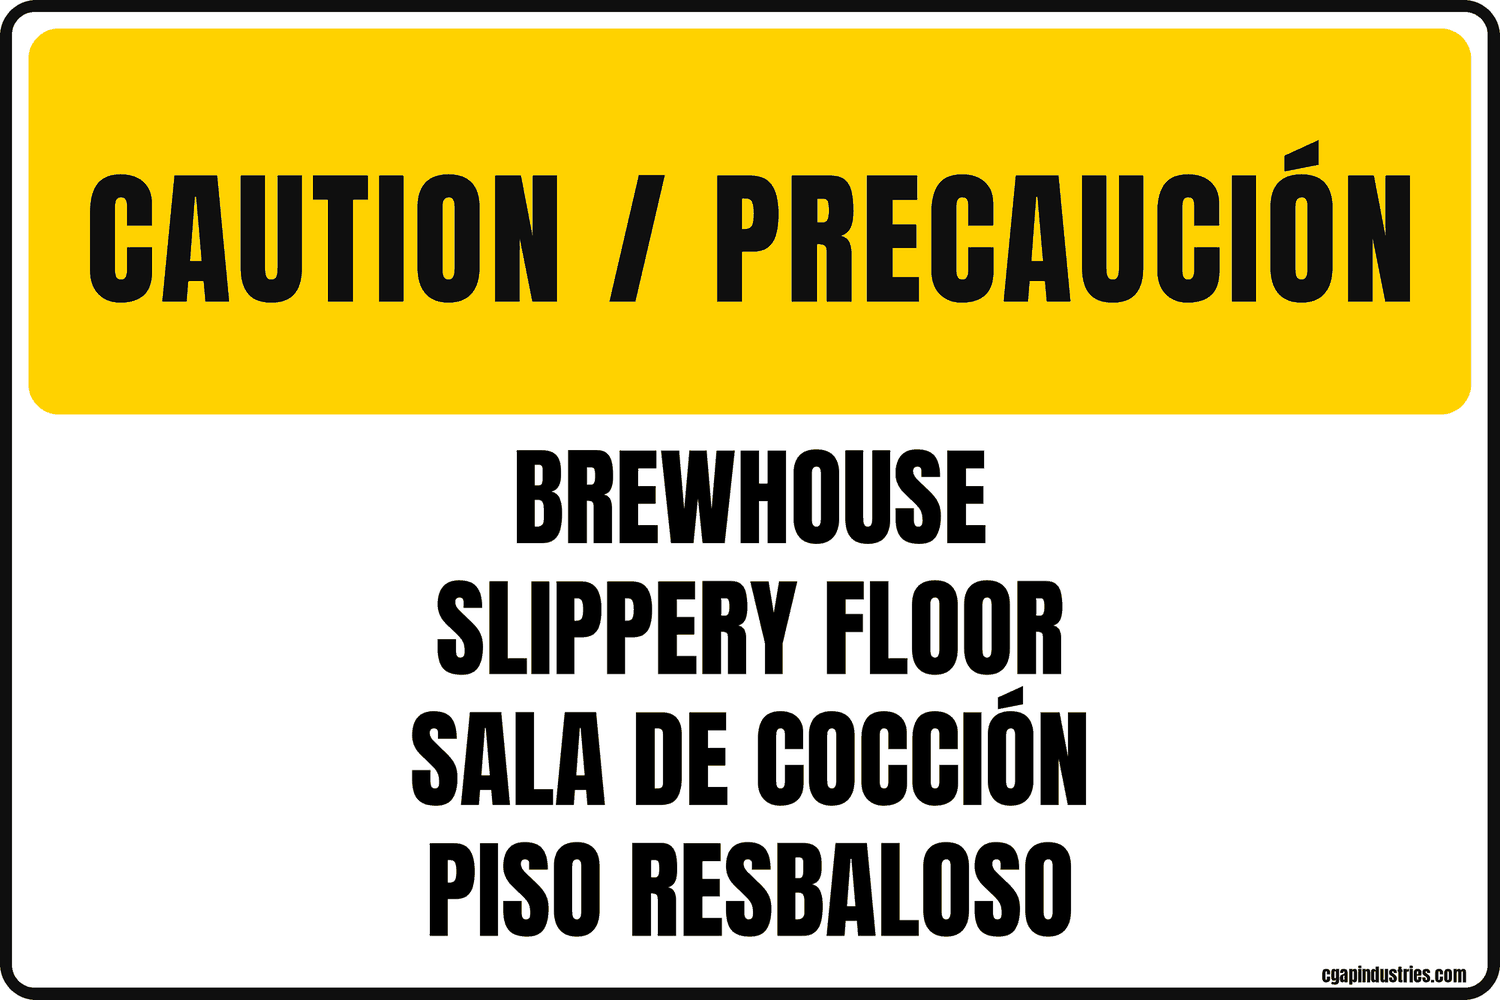 CAUTION / PRECAUCIÓN
BREWHOUSE
SLIPPERY FLOOR
SALA DE COCCIÓN
PISO RESBALOSO
cgapindustries.com